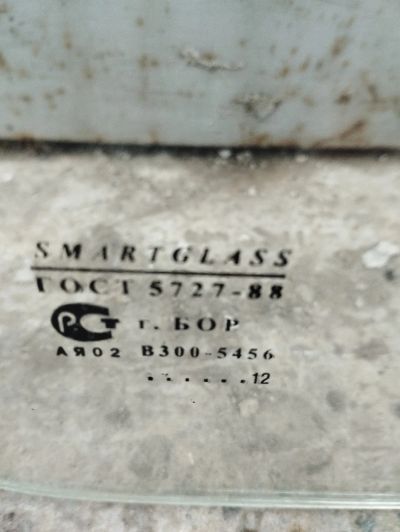 SMARTGLASS
ГОСТ 5727-88
РСТ г. БОР
АЯ02 В300-5456
. . . . . . 12